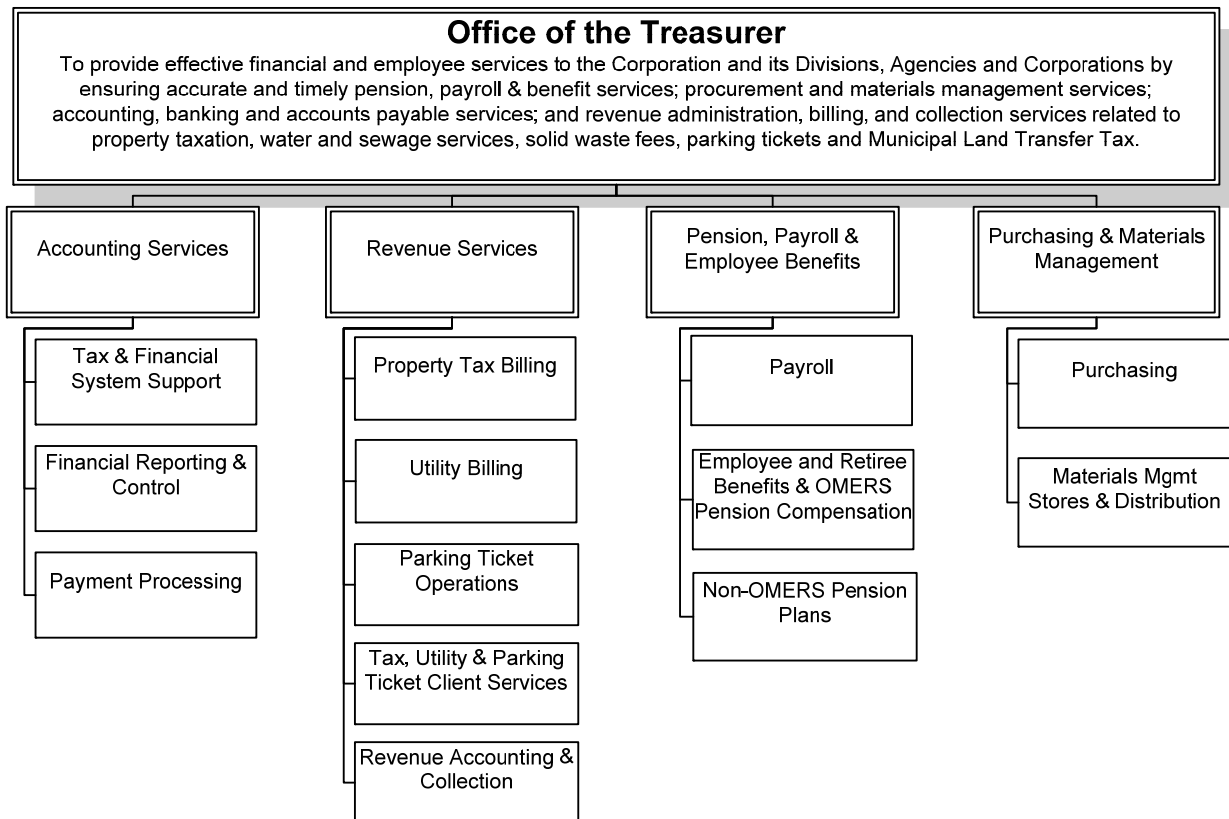 Office of the Treasurer
To provide effective financial and employee services to the Corporation and its Divisions, Agencies and Corporations by
ensuring accurate and timely pension, payroll & benefit services; procurement and materials management services;
accounting, banking and accounts payable services; and revenue administration, billing, and collection services related to
property taxation, water and sewage services, solid waste fees, parking tickets and Municipal Land Transfer Tax.
Accounting Services
Revenue Services
Pension, Payroll &
Employee Benefits
Purchasing & Materials
Management
Tax & Financial
System Support
Financial Reporting &
Control
Payment Processing
Property Tax Billing
Utility Billing
Parking Ticket
Operations
Tax, Utility & Parking
Ticket Client Services
Revenue Accounting &
Collection
Payroll
Employee and Retiree
Benefits & OMERS
Pension Compensation
Non-OMERS Pension
Plans
Purchasing
Materials Mgmt
Stores & Distribution